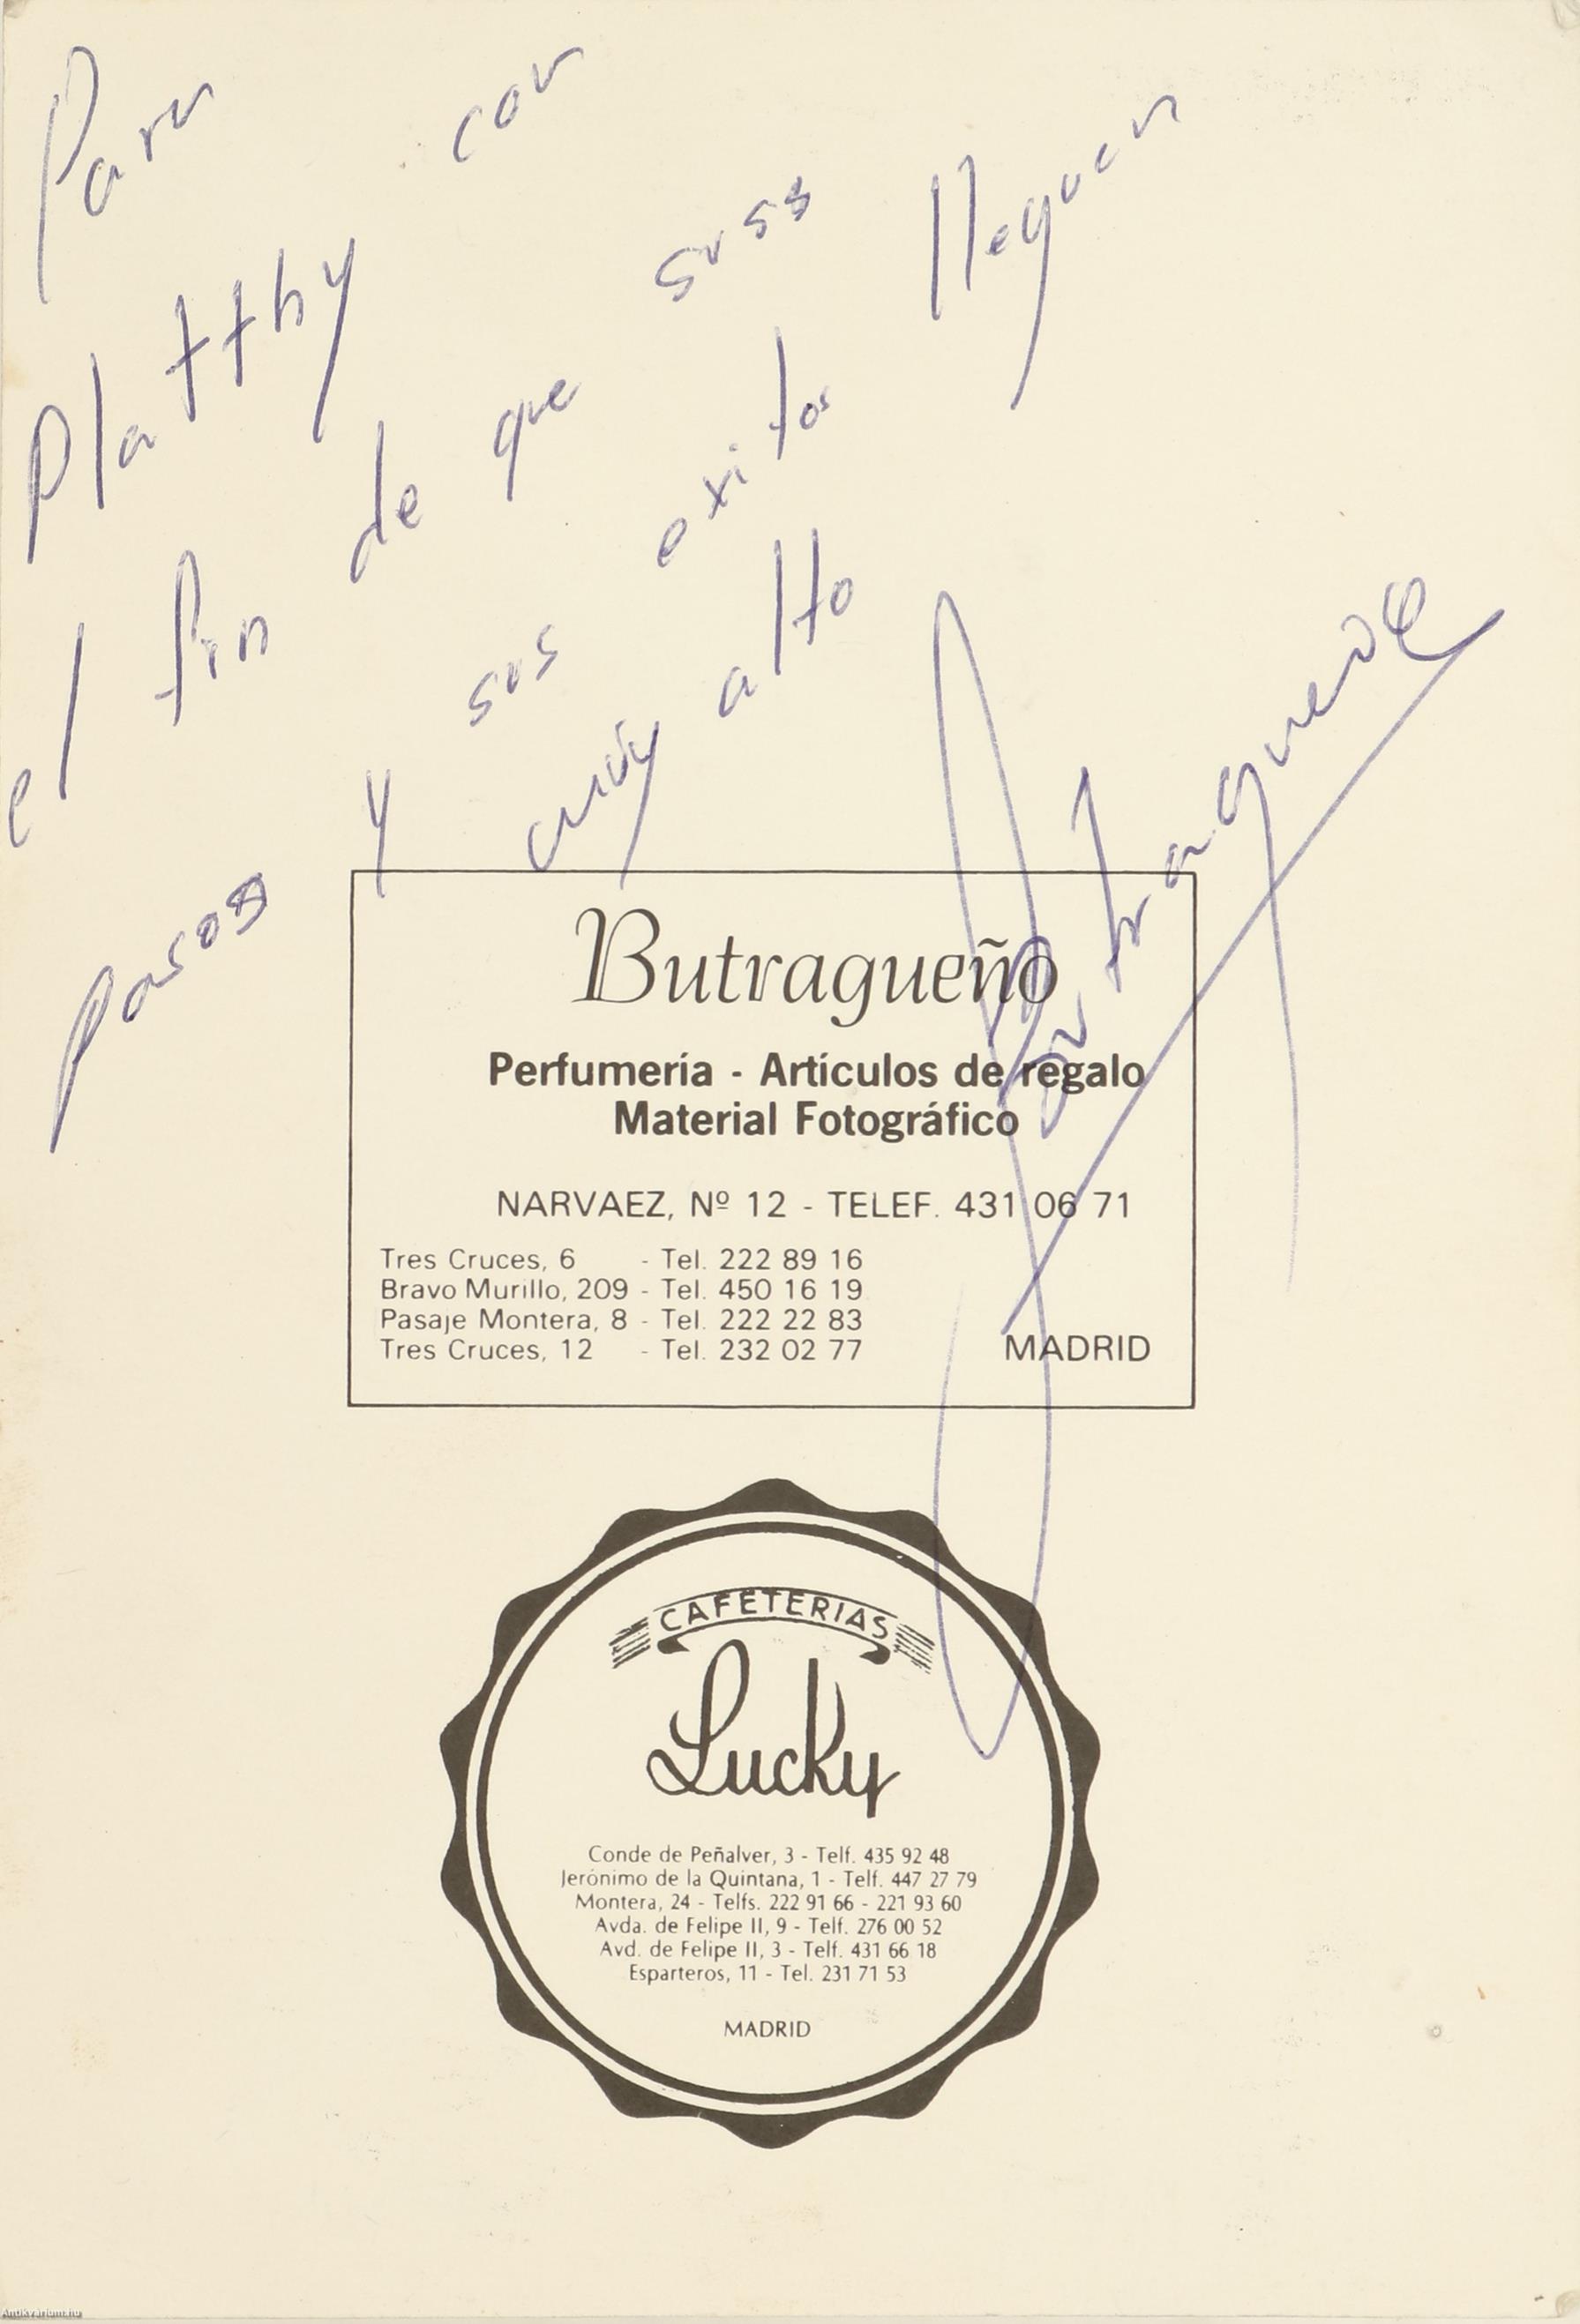 Para
Platthy con
el fin de que suss
pasos y sus exitos lleguen
muy alto
Butragueño
Perfumería - Artículos de regalo
Material Fotográfico
NARVAEZ, Nº 12 - TELEF. 431 06 71
Tres Cruces, 6 - Tel. 222 89 16
Bravo Murillo, 209 - Tel. 450 16 19
Pasaje Montera, 8 - Tel. 222 22 83
Tres Cruces, 12 - Tel. 232 02 77
MADRID
CAFETERIAS
Lucky
Conde de Peñalver, 3 - Telf. 435 92 48
Jerónimo de la Quintana, 1 - Telf. 447 27 79
Montera, 24 - Telfs. 222 91 66 - 221 93 60
Avda. de Felipe II, 9 - Telf. 276 00 52
Avd. de Felipe II, 3 - Telf. 431 66 18
Esparteros, 11 - Tel. 231 71 53
MADRID
Antikvárium.hu